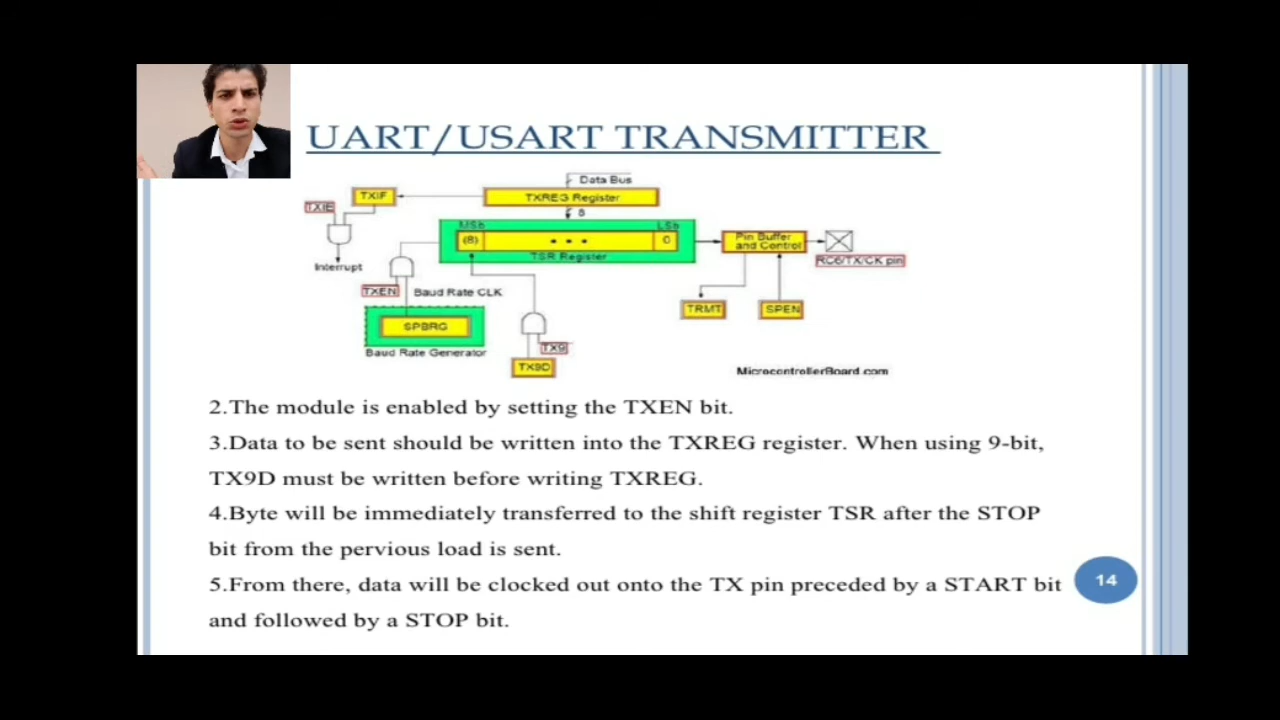 UART/USART TRANSMITTER
Data Bus
TXIF
TXREG Register
TXIE
8
MSb
LSb
(8)
• • •
0
Pin Buffer
and Control
TSR Register
RC6/TX/CK pin
Interrupt
TXEN
Baud Rate CLK
TRMT
SPEN
SPBRG
TX9
Baud Rate Generator
TX9D
MicrocontrollerBoard.com
2.The module is enabled by setting the TXEN bit.
3.Data to be sent should be written into the TXREG register. When using 9-bit,
TX9D must be written before writing TXREG.
4.Byte will be immediately transferred to the shift register TSR after the STOP
bit from the pervious load is sent.
5.From there, data will be clocked out onto the TX pin preceded by a START bit
14
and followed by a STOP bit.